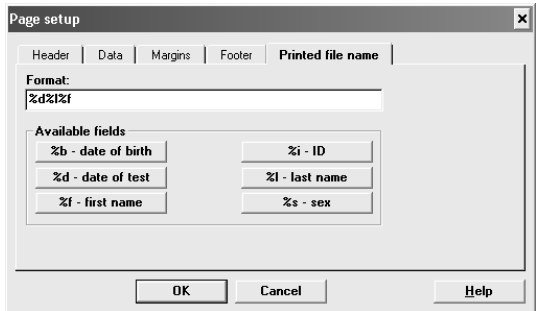 Page setup
Header Data Margins Footer Printed file name
Format:
%d%l%f
Available fields
%b - date of birth %i - ID
%d - date of test %l - last name
%f - first name %s - sex
OK Cancel Help